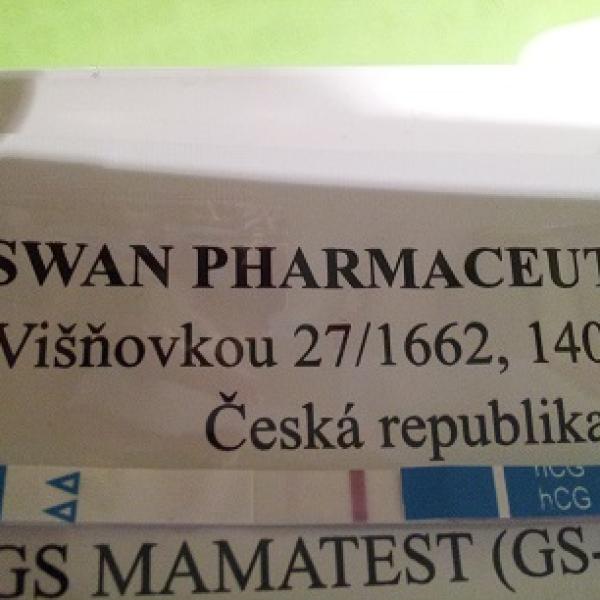 SWAN PHARMACEUT
Višňovkou 27/1662, 140
Česká republika
hCG
hCG
GS MAMATEST (GS-